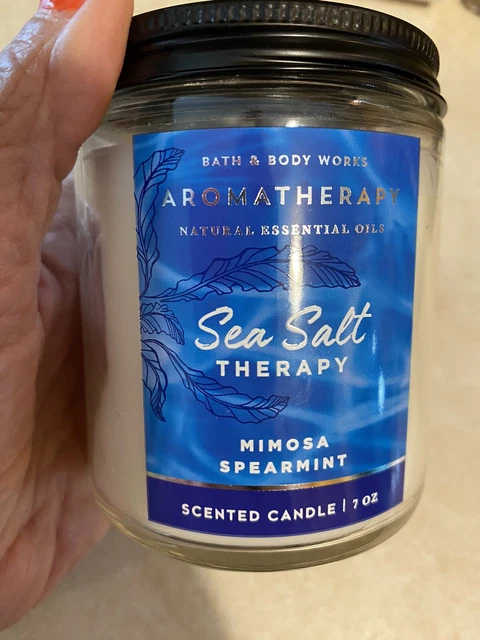 BATH & BODY WORKS
AROMATHERAPY
NATURAL ESSENTIAL OILS
Sea Salt
THERAPY
MIMOSA
SPEARMINT
SCENTED CANDLE | 7 OZ